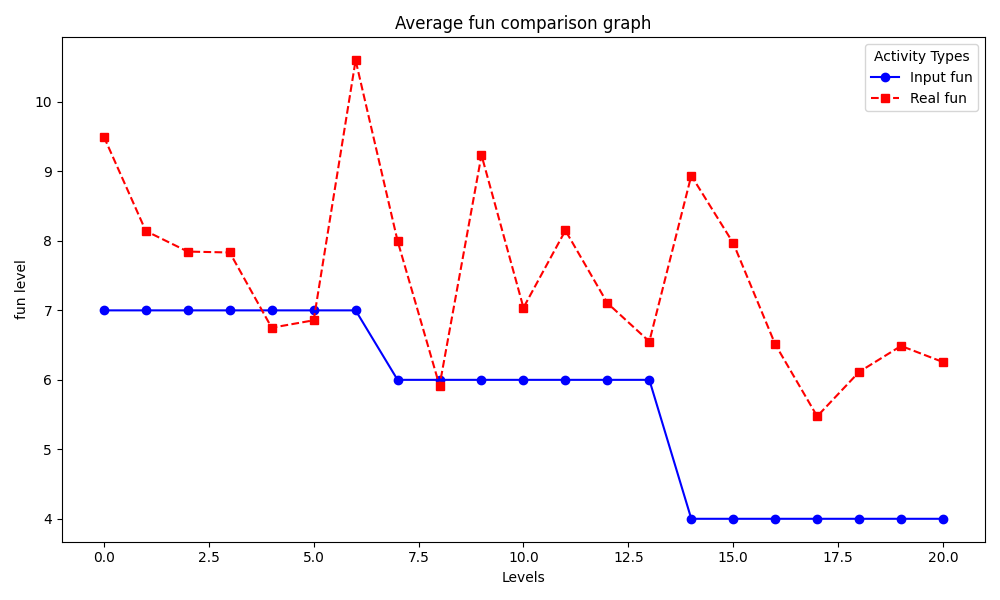 Average fun comparison graph
Activity Types
Input fun
Real fun
fun level
10
9
8
7
6
5
4
0.0 2.5 5.0 7.5 10.0 12.5 15.0 17.5 20.0
Levels